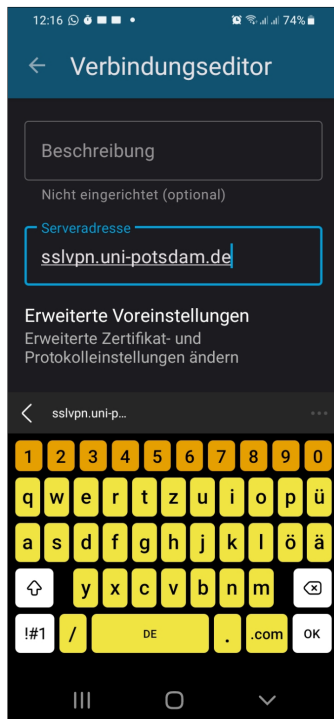 12:16 74%
Verbindungseditor
Beschreibung
Nicht eingerichtet (optional)
Serveradresse
sslvpn.uni-potsdam.de
Erweiterte Voreinstellungen
Erweiterte Zertifikat- und
Protokolleinstellungen ändern
sslvpn.uni-p...
1 2 3 4 5 6 7 8 9 0
q w e r t z u i o p ü
a s d f g h j k l ö ä
y x c v b n m
!#1 / DE . .com OK